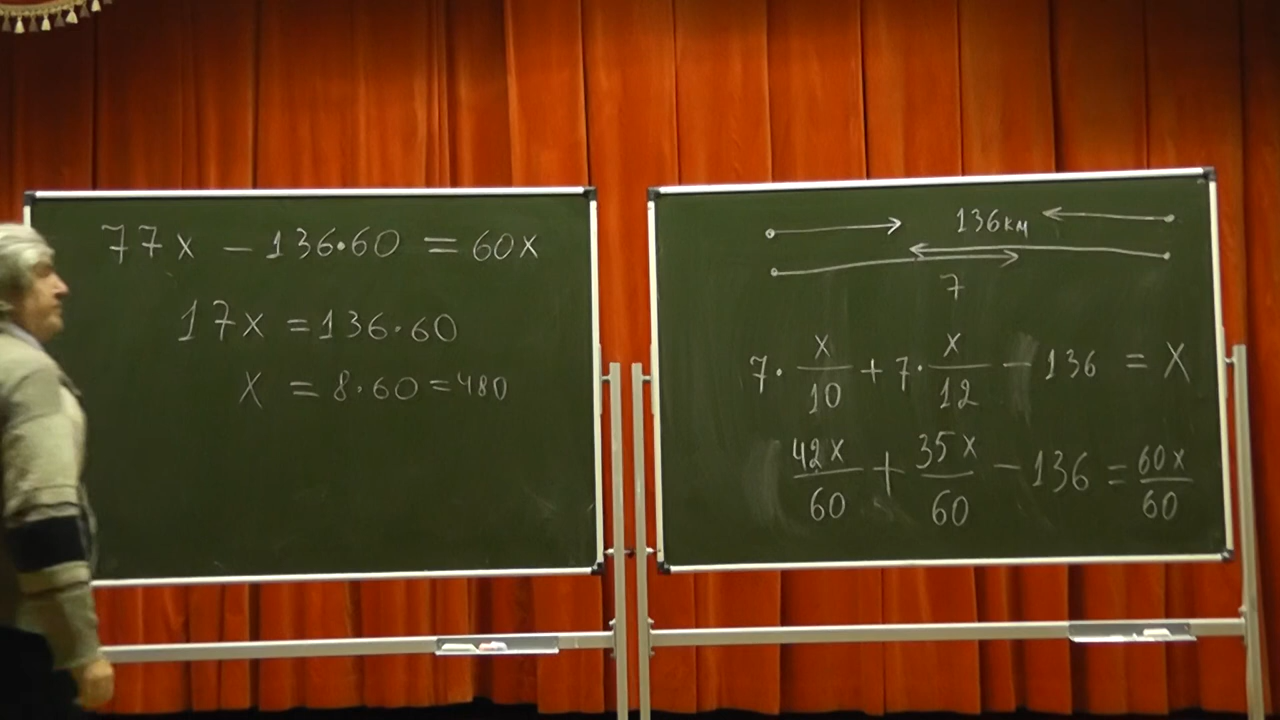 77x − 136·60 = 60x
17x = 136·60
x = 8·60 = 480
136км
7
7· x/10 + 7· x/12 − 136 = x
42x/60 + 35x/60 − 136 = 60x/60